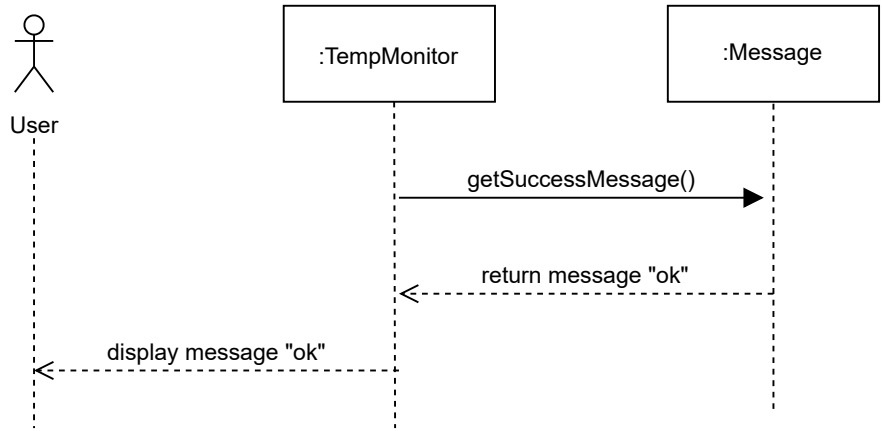 :TempMonitor
:Message
User
getSuccessMessage()
return message "ok"
display message "ok"